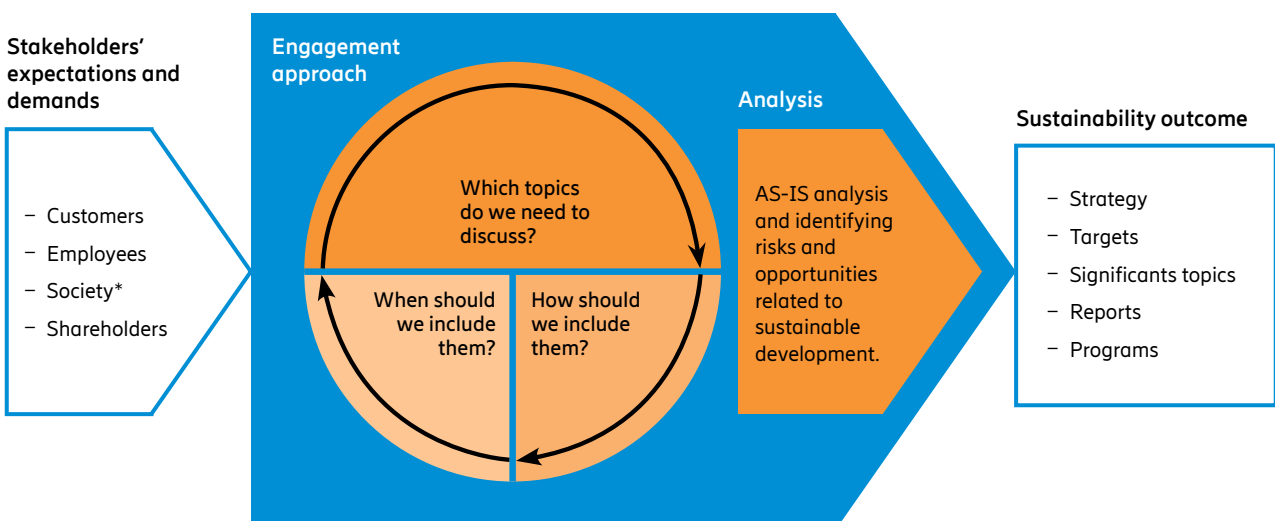 Stakeholders’
expectations and
demands
– Customers
– Employees
– Society*
– Shareholders
Engagement
approach
Which topics
do we need to
discuss?
When should
we include
them?
How should
we include
them?
Analysis
AS-IS analysis
and identifying
risks and
opportunities
related to
sustainable
development.
Sustainability outcome
– Strategy
– Targets
– Significants topics
– Reports
– Programs